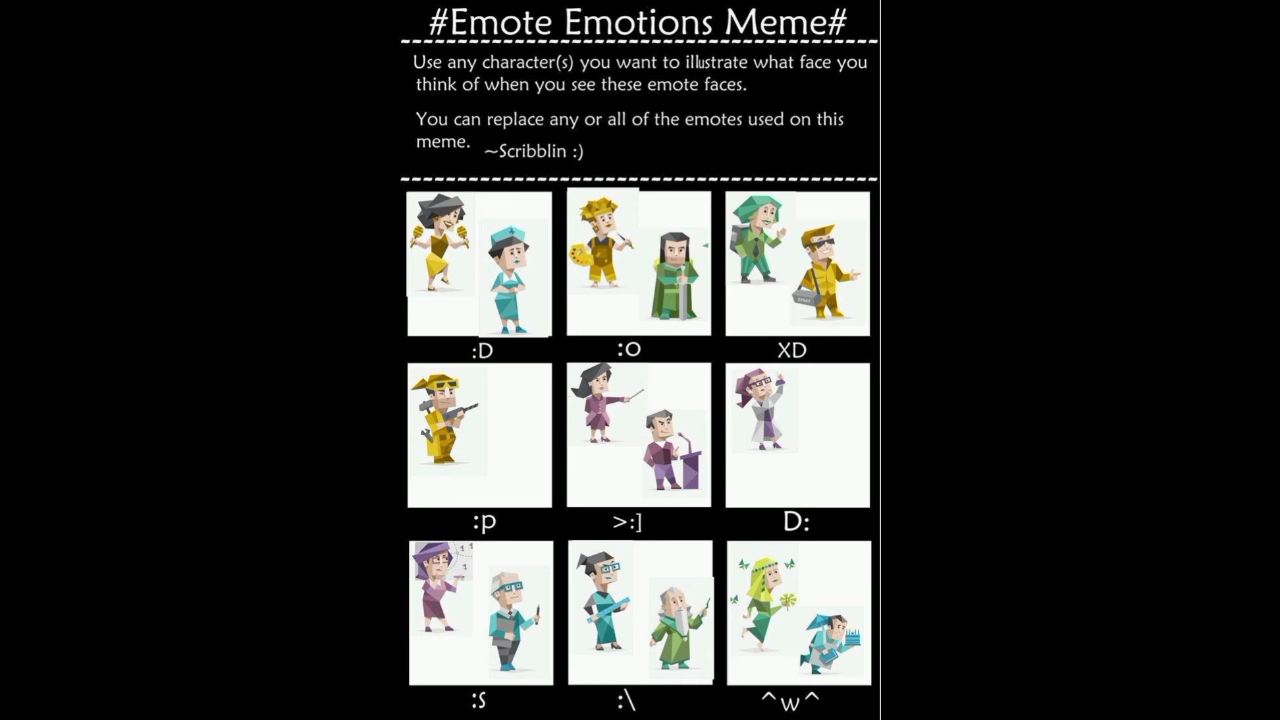 #Emote Emotions Meme#
Use any character(s) you want to illustrate what face you
think of when you see these emote faces.
You can replace any or all of the emotes used on this
meme.
~Scribblin :)
:D
:o
XD
:p
>:]
D:
:s
:\
^w^